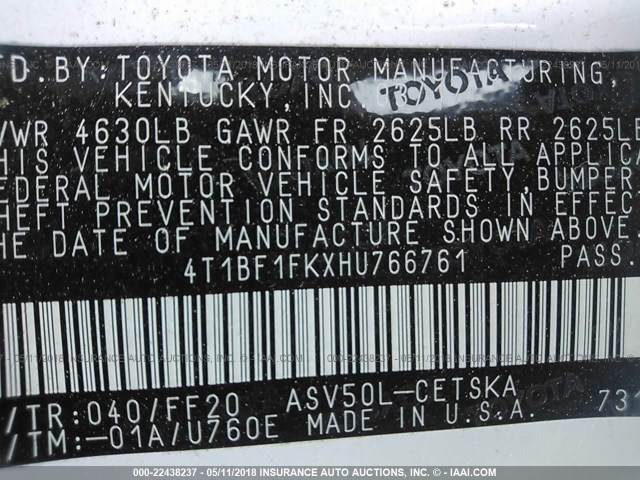 D.BY: TOYOTA MOTOR MANUFACTURING,
KENTUCKY, INC
TOYOTA
VWR 4630LB GAWR FR 2625LB RR 2625LB
HIS VEHICLE CONFORMS TO ALL APPLICA
EDERAL MOTOR VEHICLE SAFETY, BUMPER
HEFT PREVENTION STANDARDS IN EFFEC
HE DATE OF MANUFACTURE SHOWN ABOVE
4T1BF1FKXHU766761 PASS.
/TR: 040/FF20 ASV50L-CETSKA
/TM: -01A/U760E MADE IN U.S.A. 731
000-22438237 - 05/11/2018 INSURANCE AUTO AUCTIONS, INC. © - IAAI.COM